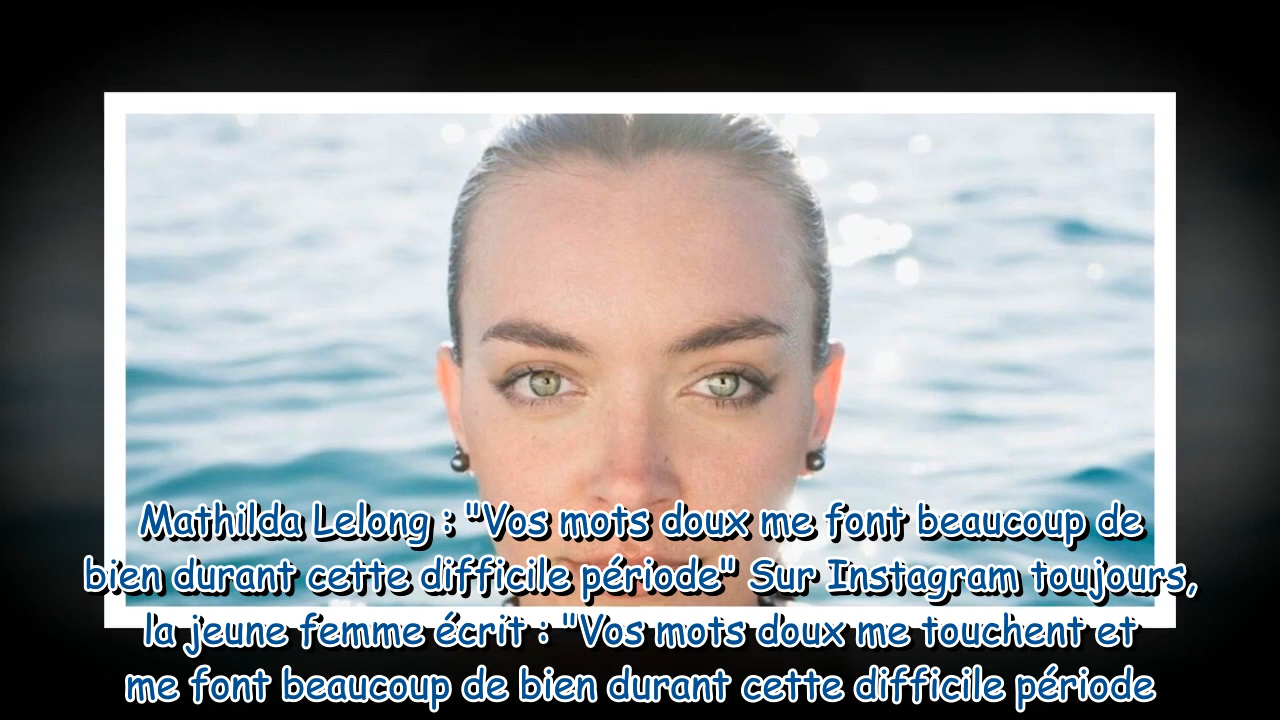 Mathilda Lelong : "Vos mots doux me font beaucoup de
bien durant cette difficile période" Sur Instagram toujours,
la jeune femme écrit : "Vos mots doux me touchent et
me font beaucoup de bien durant cette difficile période